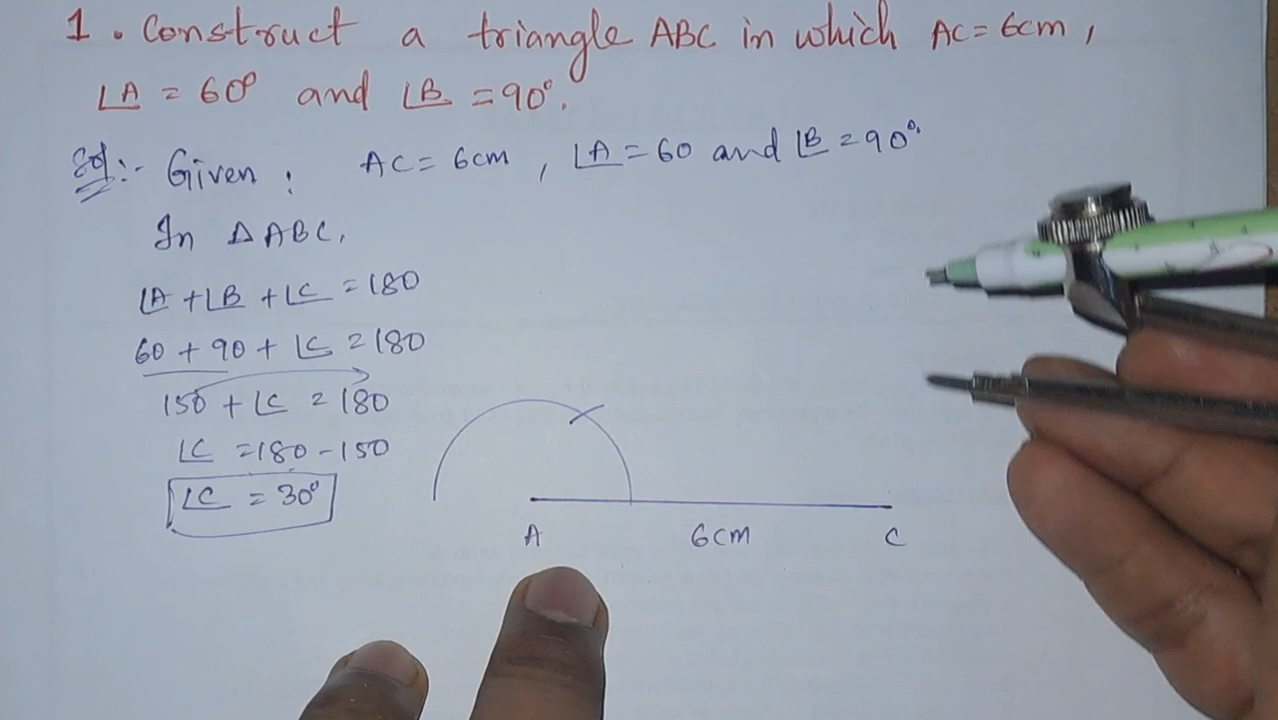 1. Construct a triangle ABC in which AC = 6cm,
∠A = 60° and ∠B = 90°.
Sol:- Given : AC = 6cm, ∠A = 60 and ∠B = 90°
In ΔABC,
∠A + ∠B + ∠C = 180
60 + 90 + ∠C = 180
150 + ∠C = 180
∠C = 180 - 150
∠C = 30°
A 6cm C